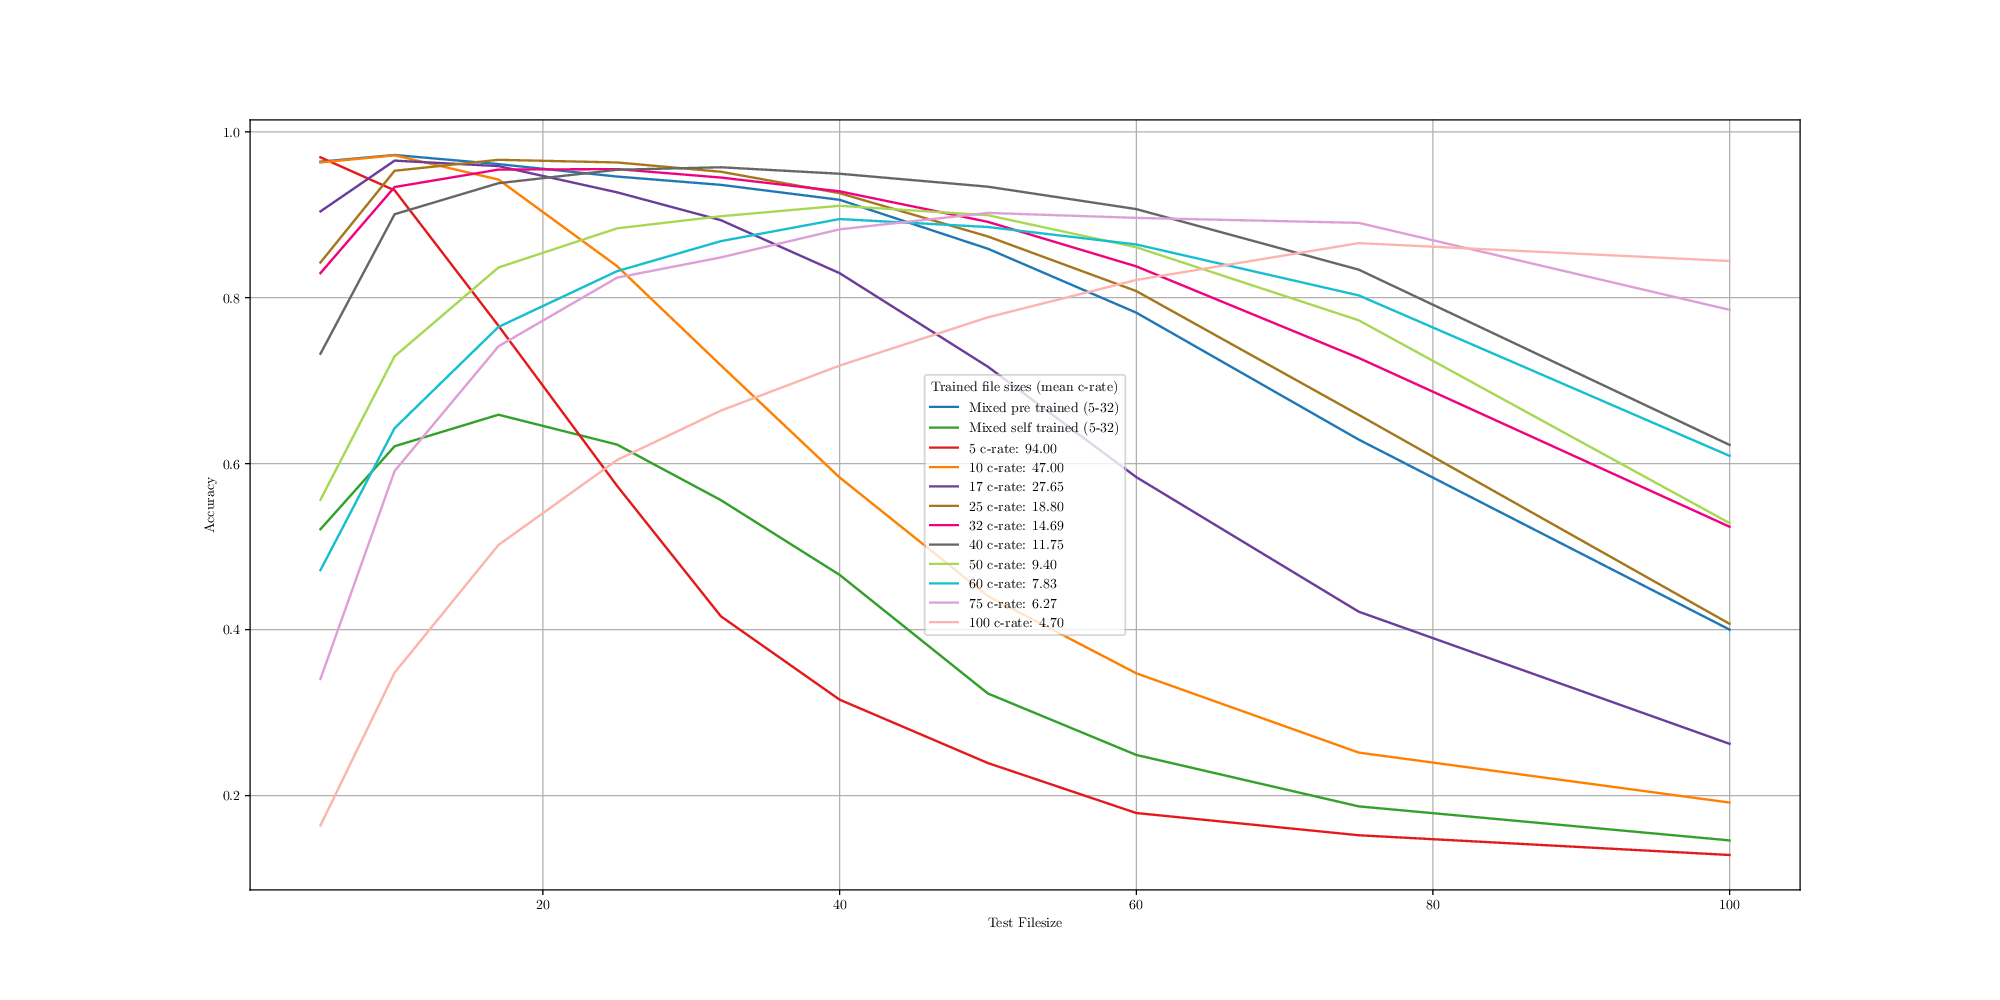 1.0
0.8
0.6
0.4
0.2
Accuracy
20
40
60
80
100
Test Filesize
Trained file sizes (mean c-rate)
Mixed pre trained (5-32)
Mixed self trained (5-32)
5 c-rate: 94.00
10 c-rate: 47.00
17 c-rate: 27.65
25 c-rate: 18.80
32 c-rate: 14.69
40 c-rate: 11.75
50 c-rate: 9.40
60 c-rate: 7.83
75 c-rate: 6.27
100 c-rate: 4.70